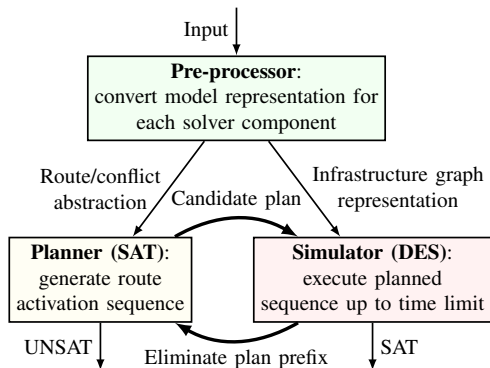 Input
Pre-processor:
convert model representation for
each solver component
Route/conflict
abstraction
Infrastructure graph
representation
Candidate plan
Planner (SAT):
generate route
activation sequence
Simulator (DES):
execute planned
sequence up to time limit
UNSAT
Eliminate plan prefix
SAT